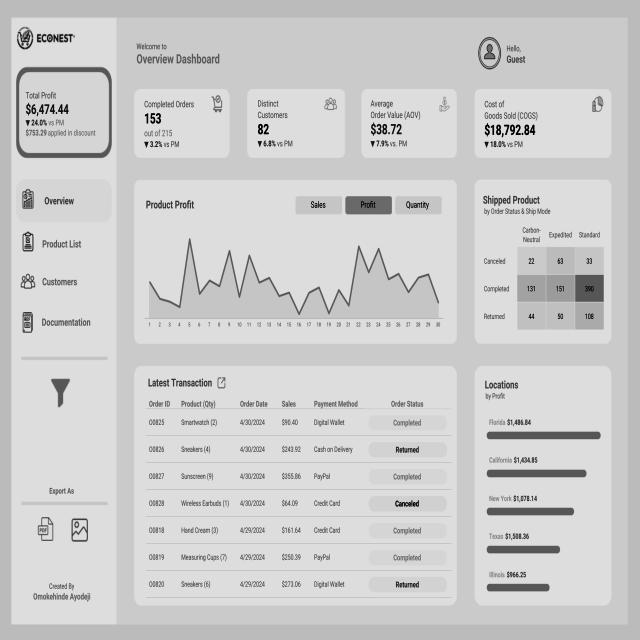 ECONEST
Total Profit
$6,474.44
▼ 24.0% vs PM
$753.29 applied in discount
Overview
Product List
Customers
Documentation
Export As
PDF
Created By
Omokehinde Ayodeji
Welcome to
Overview Dashboard
Hello,
Guest
Completed Orders
153
out of 215
▼ 3.2% vs PM
Distinct
Customers
82
▼ 6.8% vs PM
Average
Order Value (AOV)
$38.72
▼ 7.9% vs. PM
Cost of
Goods Sold (COGS)
$18,792.84
▼ 18.0% vs PM
Product Profit
Sales Profit Quantity
1 2 3 4 5 6 7 8 9 10 11 12 13 14 15 16 17 18 19 20 21 22 23 24 25 26 27 28 29 30
Shipped Product
by Order Status & Ship Mode
Carbon-
Neutral Expedited Standard
Canceled 22 63 33
Completed 131 151 390
Returned 44 50 108
Latest Transaction
Order ID Product (Qty) Order Date Sales Payment Method Order Status
O0825 Smartwatch (2) 4/30/2024 $90.40 Digital Wallet Completed
O0826 Sneakers (4) 4/30/2024 $243.92 Cash on Delivery Returned
O0827 Sunscreen (9) 4/30/2024 $355.86 PayPal Completed
O0828 Wireless Earbuds (1) 4/30/2024 $64.09 Credit Card Canceled
O0818 Hand Cream (3) 4/29/2024 $161.64 Credit Card Completed
O0819 Measuring Cups (7) 4/29/2024 $250.39 PayPal Completed
O0820 Sneakers (6) 4/29/2024 $273.06 Digital Wallet Returned
Locations
by Profit
Florida $1,486.84
California $1,434.85
New York $1,078.14
Texas $1,508.36
Illinois $966.25